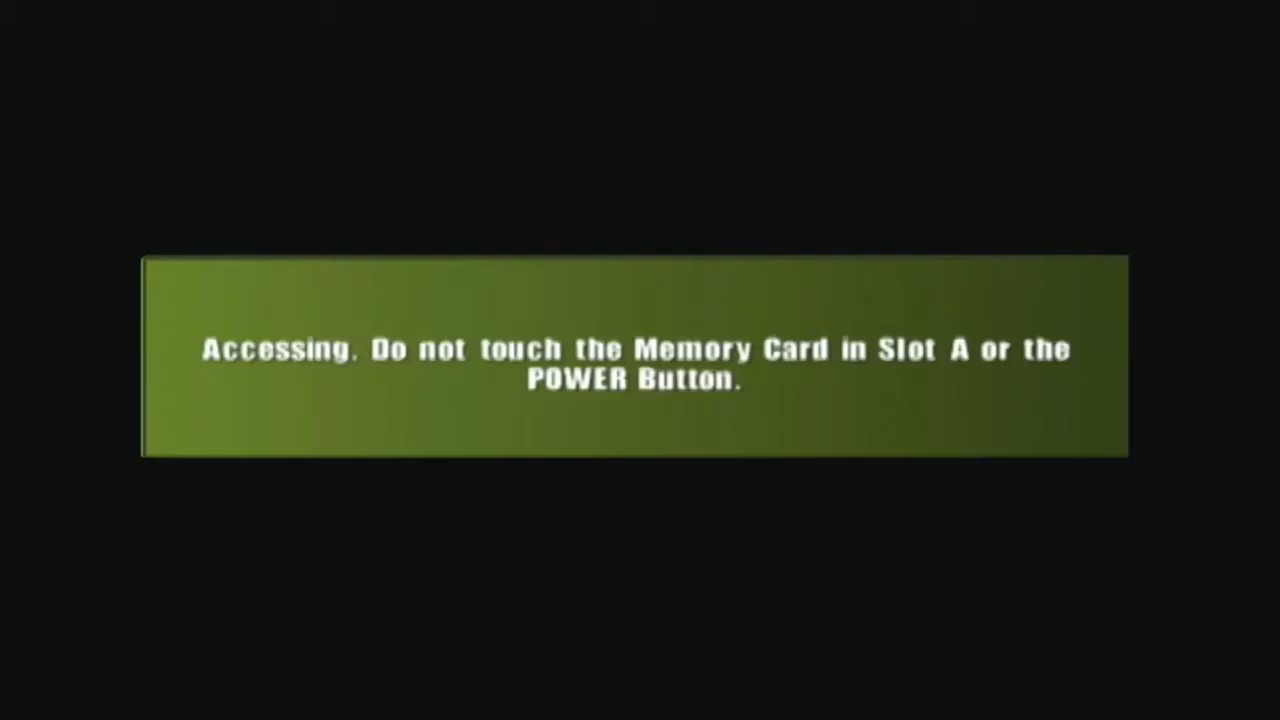 Accessing. Do not touch the Memory Card in Slot A or the
POWER Button.